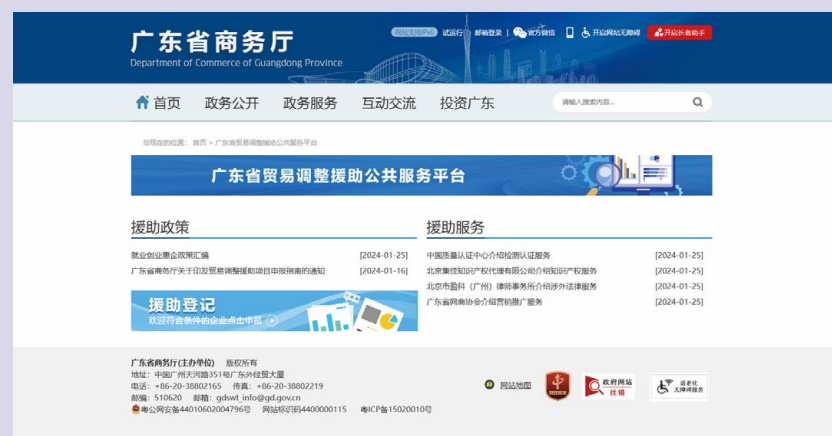 广东省商务厅
Department of Commerce of Guangdong Province
网站支持IPv6 试运行 邮箱登录 | 官方微信 开启网站无障碍 开启长者助手
首页 政务公开 政务服务 互动交流 投资广东
请输入搜索内容...
您现在的位置: 首页 > 广东省贸易调整援助公共服务平台
广东省贸易调整援助公共服务平台
援助政策
就业创业惠企政策汇编 [2024-01-25]
广东省商务厅关于印发贸易调整援助项目申报指南的通知 [2024-01-16]
援助登记
欢迎符合条件的企业点击申报
援助服务
中国质量认证中心介绍检测认证服务 [2024-01-25]
北京集佳知识产权代理有限公司介绍知识产权服务 [2024-01-25]
北京市盈科（广州）律师事务所介绍涉外法律服务 [2024-01-25]
广东省网商协会介绍营销推广服务 [2024-01-25]
广东省商务厅(主办单位) 版权所有
地址: 中国广州天河路351号广东外经贸大厦
电话: +86-20-38802165 传真: +86-20-38802219
邮编: 510620 邮箱: gdswt_info@gd.gov.cn
粤公网安备44010602004796号 网站标识码4400000115 粤ICP备15020010号
网站地图
政府网站
找错
适老化
无障碍服务